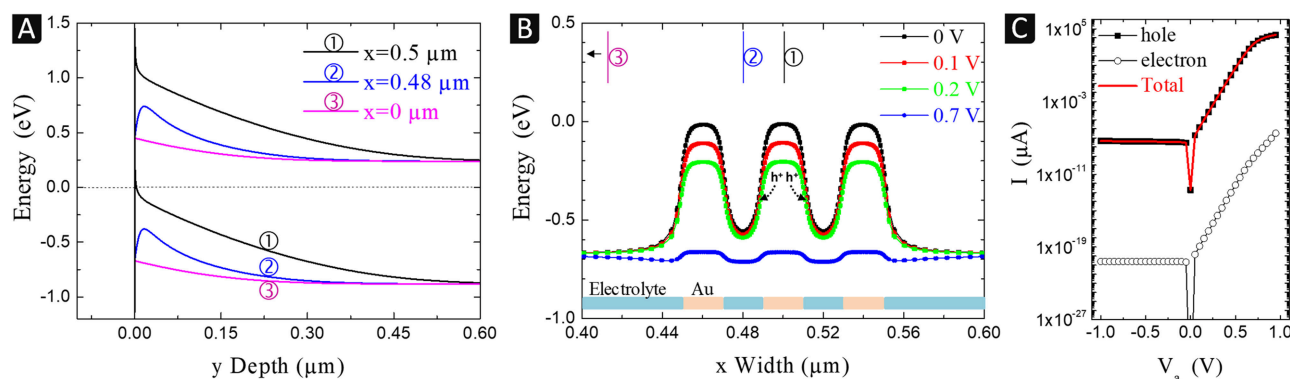 A
① x=0.5 µm
② x=0.48 µm
③ x=0 µm
1.5
1.0
0.5
0.0
-0.5
-1.0
Energy (eV)
①
②
③
0.00
0.15
0.30
0.45
0.60
y Depth (µm)
B
③
②
①
0 V
0.1 V
0.2 V
0.7 V
0.5
0.0
-0.5
-1.0
Energy (eV)
h⁺ h⁺
Electrolyte
Au
0.40
0.44
0.48
0.52
0.56
0.60
x Width (µm)
C
hole
electron
Total
1x10⁵
1x10⁻³
1x10⁻¹¹
1x10⁻¹⁹
1x10⁻²⁷
I (µA)
-1.0
-0.5
0.0
0.5
1.0
Vₐ (V)